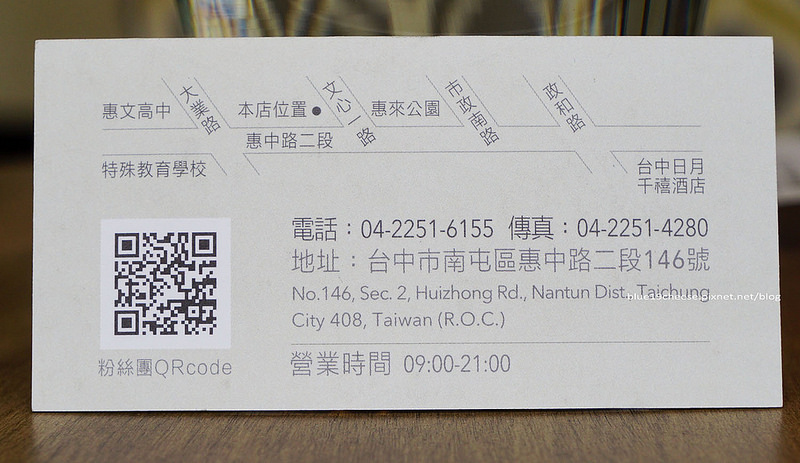 惠文高中
大業路
本店位置●
文心一路
惠來公園
市政南路
政和路
惠中路二段
特殊教育學校
台中日月
千禧酒店
電話：04-2251-6155 傳真：04-2251-4280
地址：台中市南屯區惠中路二段146號
No.146, Sec. 2, Huizhong Rd., Nantun Dist., Taichung
City 408, Taiwan (R.O.C.)
blue19cheese.pixnet.net/blog
粉絲團QRcode
營業時間 09:00-21:00